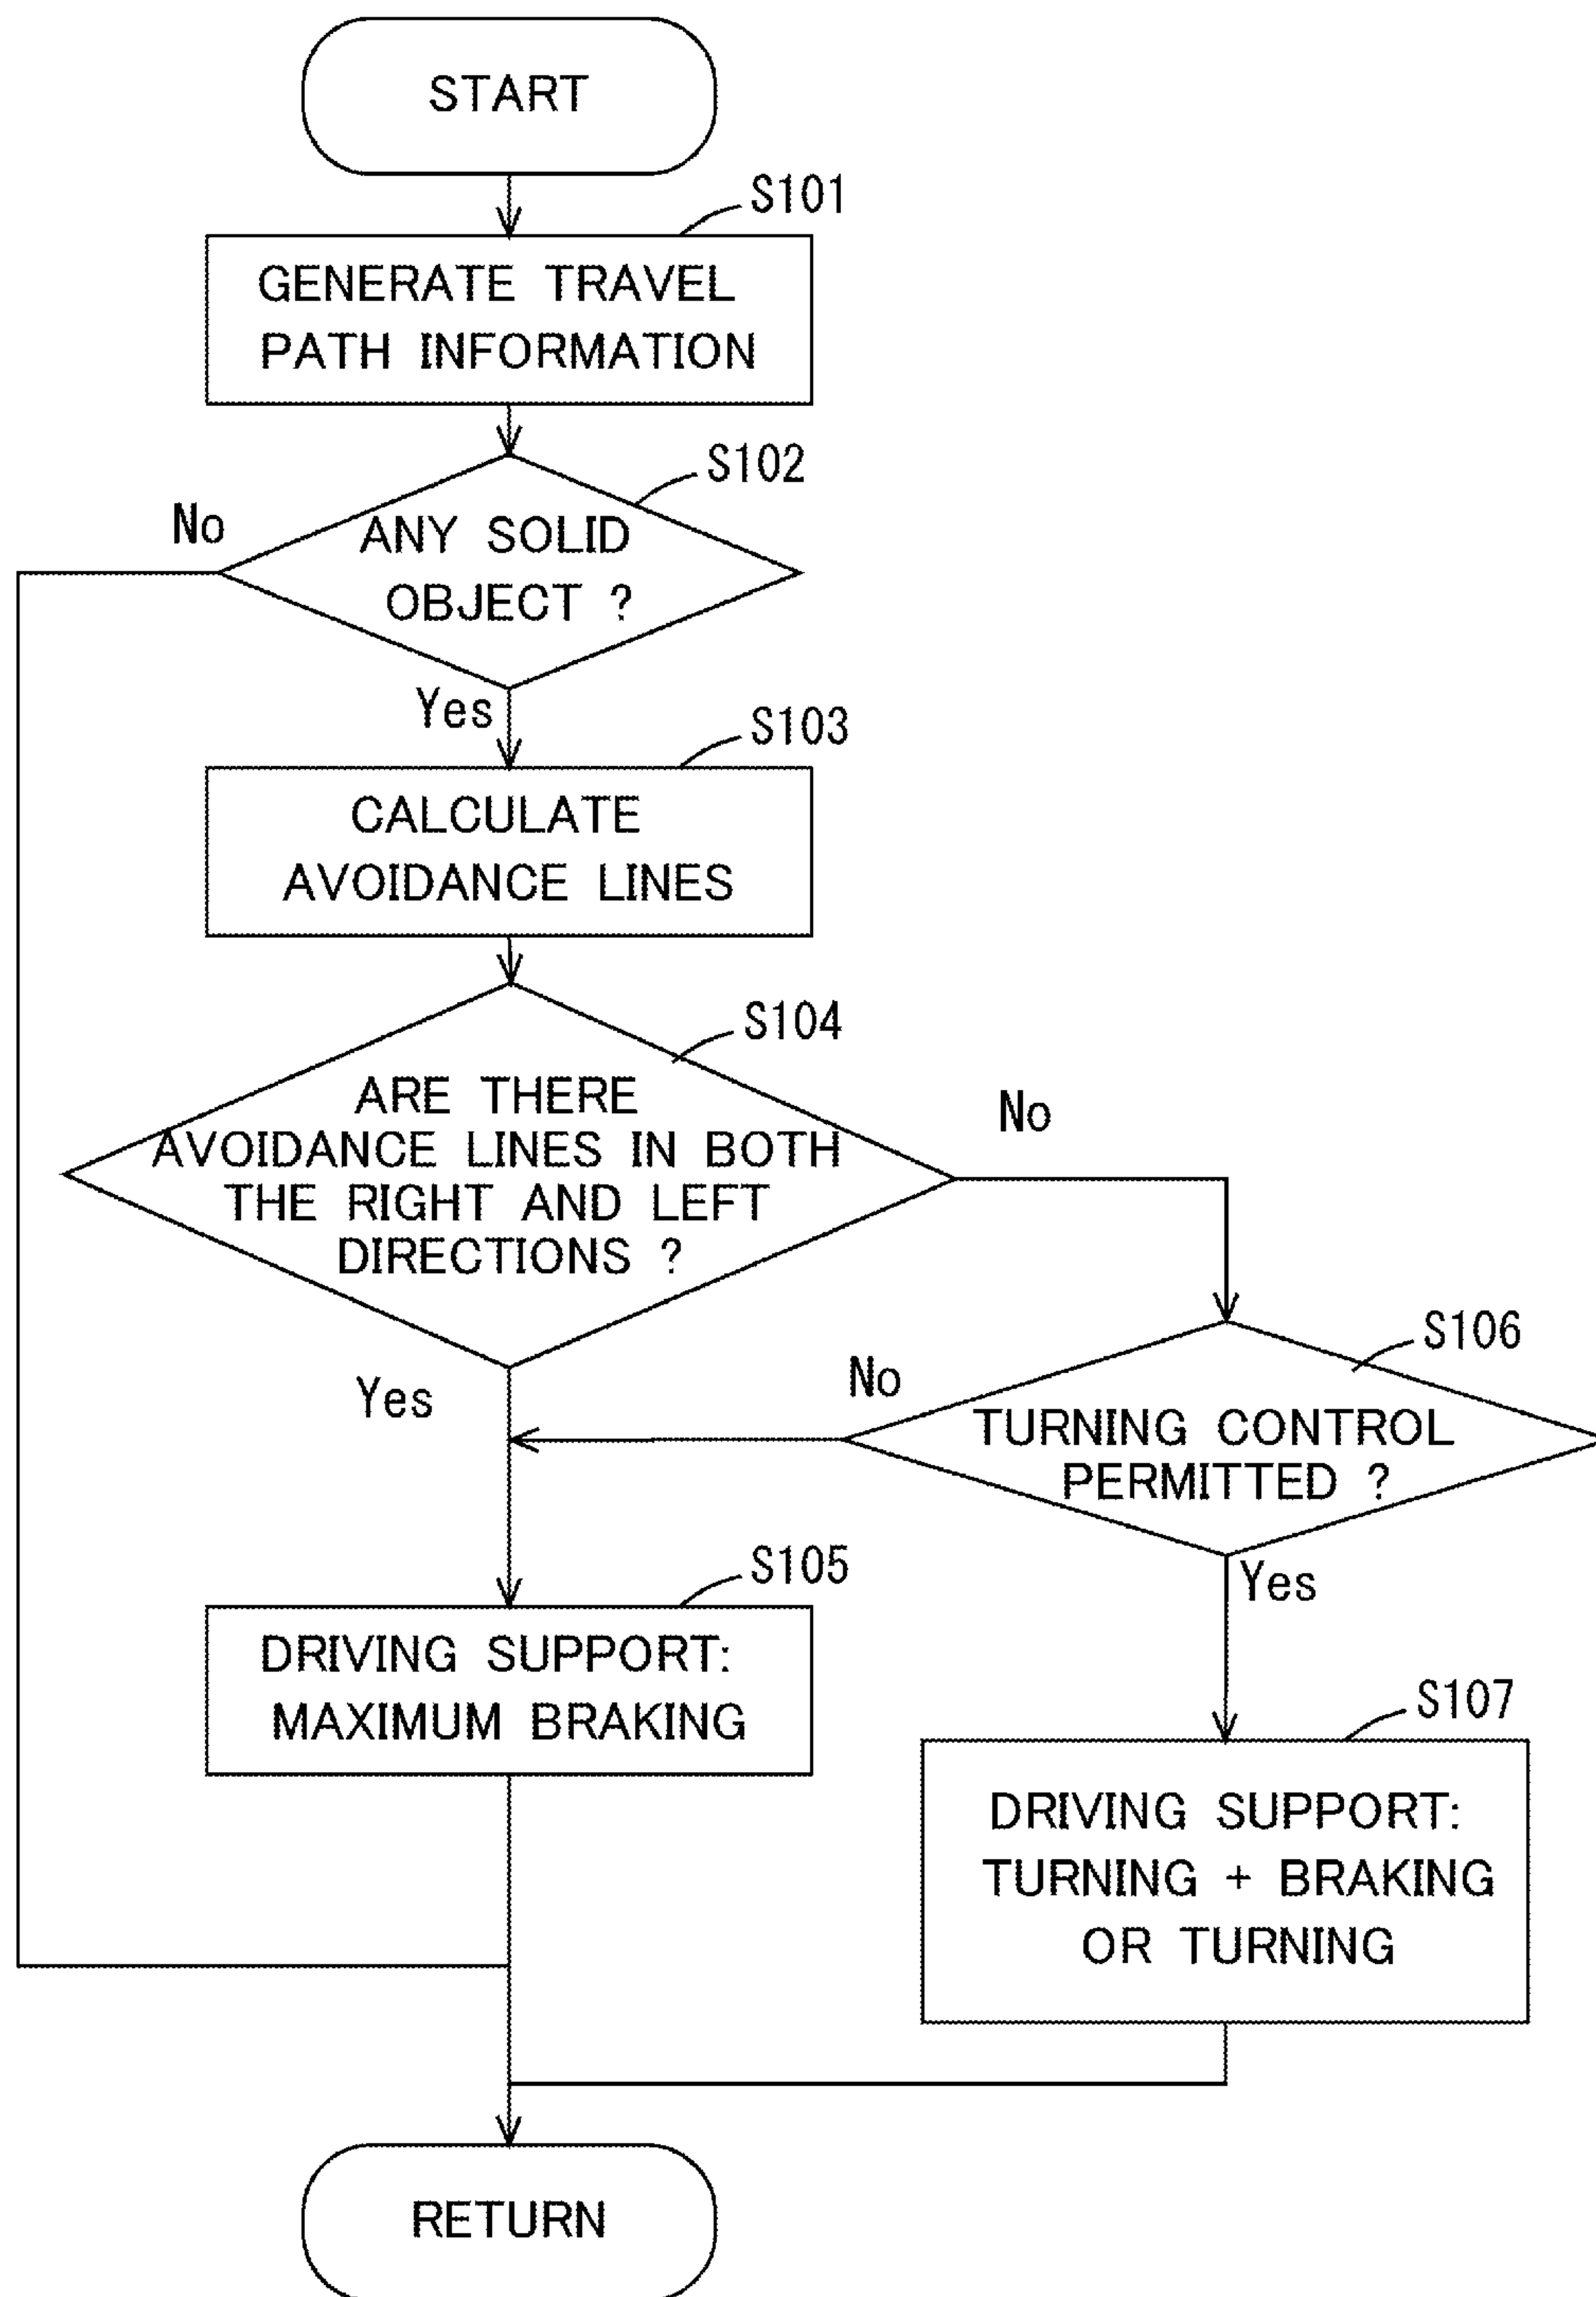 START
S101
GENERATE TRAVEL
PATH INFORMATION
S102
No
ANY SOLID
OBJECT ?
Yes
S103
CALCULATE
AVOIDANCE LINES
S104
ARE THERE
AVOIDANCE LINES IN BOTH
THE RIGHT AND LEFT
DIRECTIONS ?
No
Yes
S106
No
TURNING CONTROL
PERMITTED ?
Yes
S105
DRIVING SUPPORT:
MAXIMUM BRAKING
S107
DRIVING SUPPORT:
TURNING + BRAKING
OR TURNING
RETURN